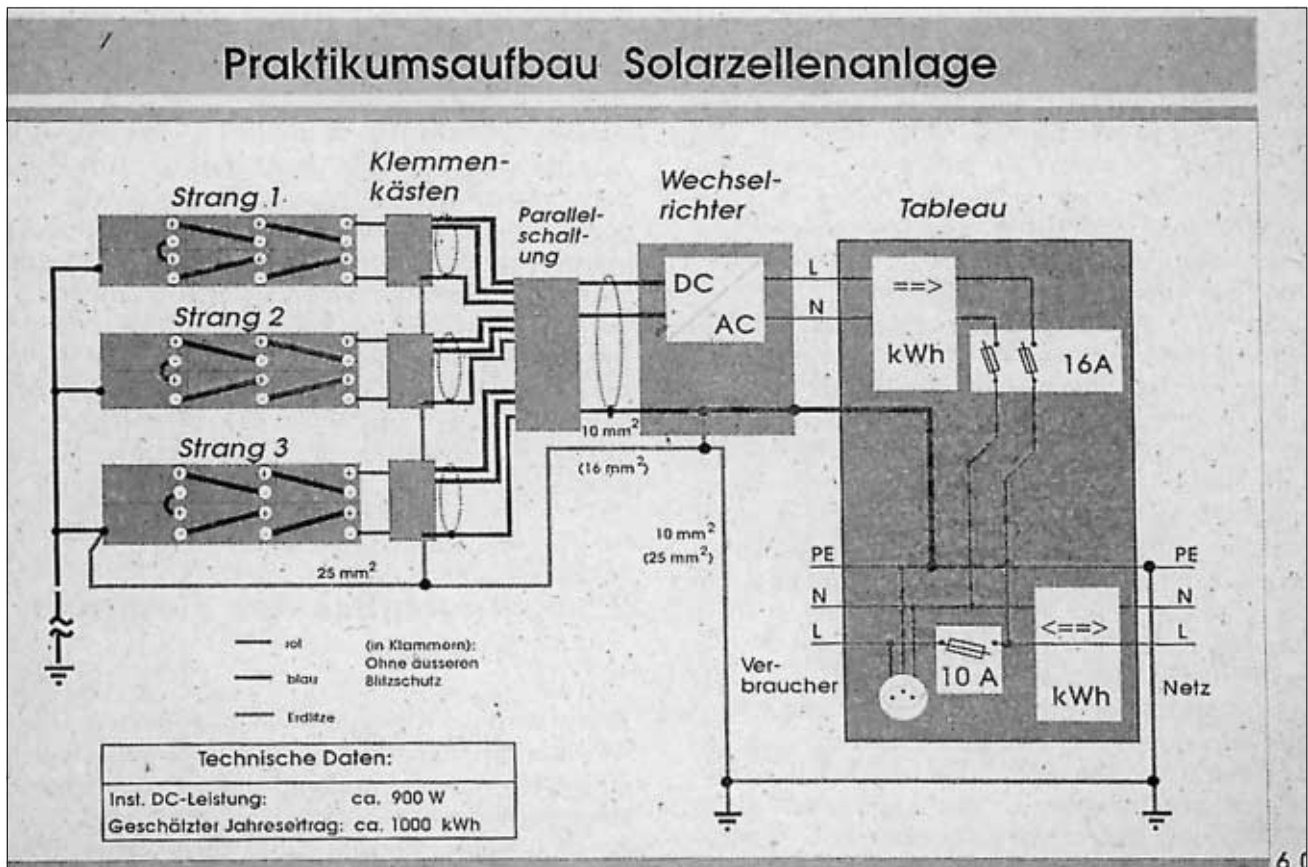 Praktikumsaufbau Solarzellenanlage
Klemmen-
kästen
Strang 1
Parallel-
schalt-
ung
Wechsel-
richter
Tableau
Strang 2
Strang 3
DC
AC
L
N
==>
kWh
16A
10 mm²
(16 mm²)
10 mm²
(25 mm²)
25 mm²
PE
N
L
PE
N
L
<==>
kWh
10 A
Ver-
braucher
Netz
rot
blau
Erdlitze
(in Klammern):
Ohne äusseren
Blitzschutz
Technische Daten:
Inst. DC-Leistung: ca. 900 W
Geschätzter Jahresertrag: ca. 1000 kWh